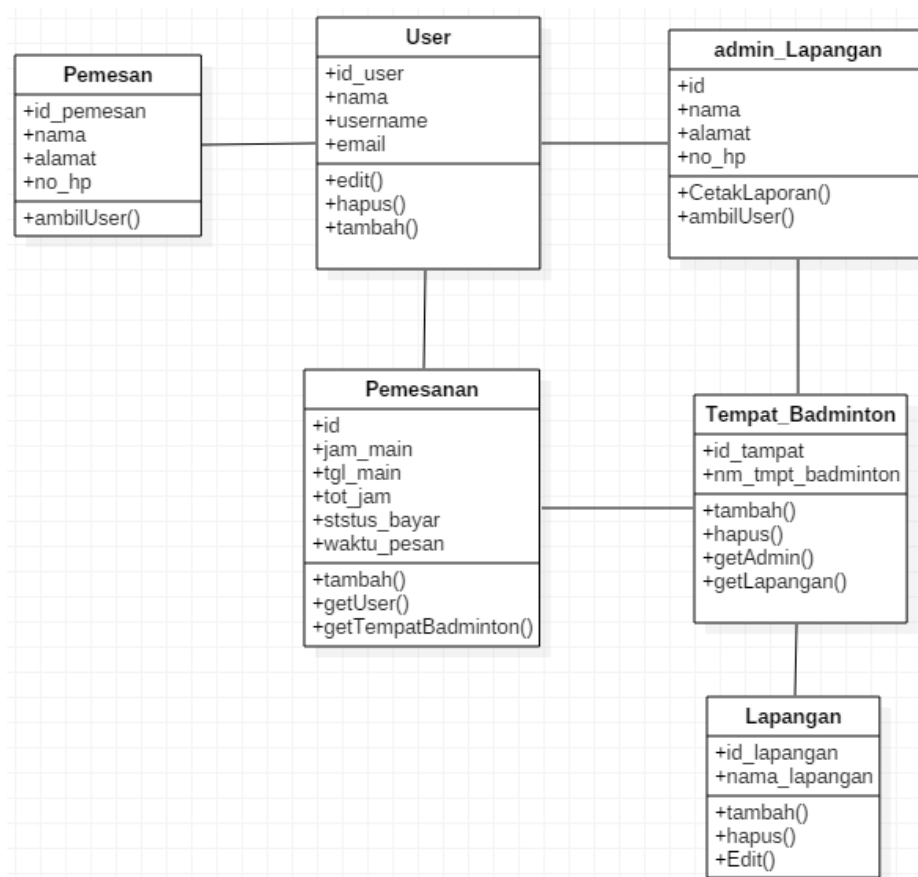 Pemesan
+id_pemesan
+nama
+alamat
+no_hp
+ambilUser()
User
+id_user
+nama
+username
+email
+edit()
+hapus()
+tambah()
admin_Lapangan
+id
+nama
+alamat
+no_hp
+CetakLaporan()
+ambilUser()
Pemesanan
+id
+jam_main
+tgl_main
+tot_jam
+ststus_bayar
+waktu_pesan
+tambah()
+getUser()
+getTempatBadminton()
Tempat_Badminton
+id_tampat
+nm_tmpt_badminton
+tambah()
+hapus()
+getAdmin()
+getLapangan()
Lapangan
+id_lapangan
+nama_lapangan
+tambah()
+hapus()
+Edit()